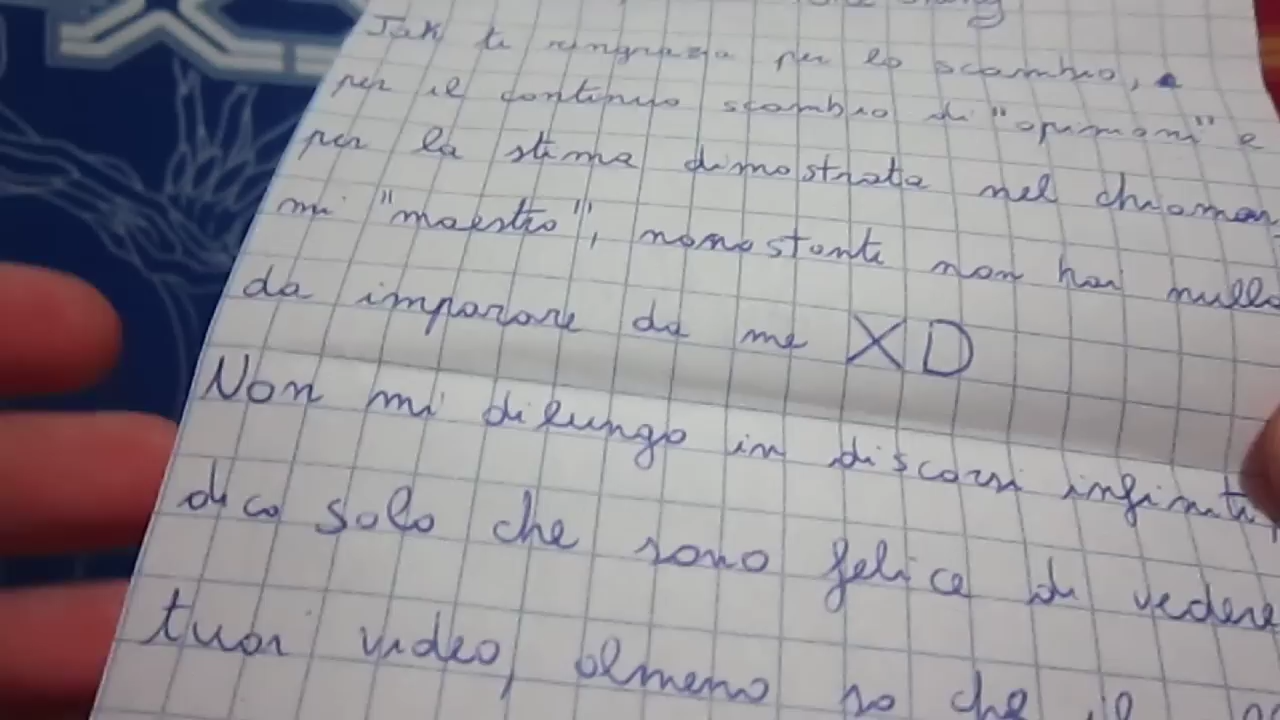 Jak ti ringrazia per lo scambio, e
per il continuo scambio di "opinioni" e
per la stima dimostrata nel chiamar
mi "maestro", nonostante non hai nulla
da imparare da me XD
Non mi dilungo in discorsi infiniti,
dico solo che sono felice di vedere
tuoi video, almeno so che il